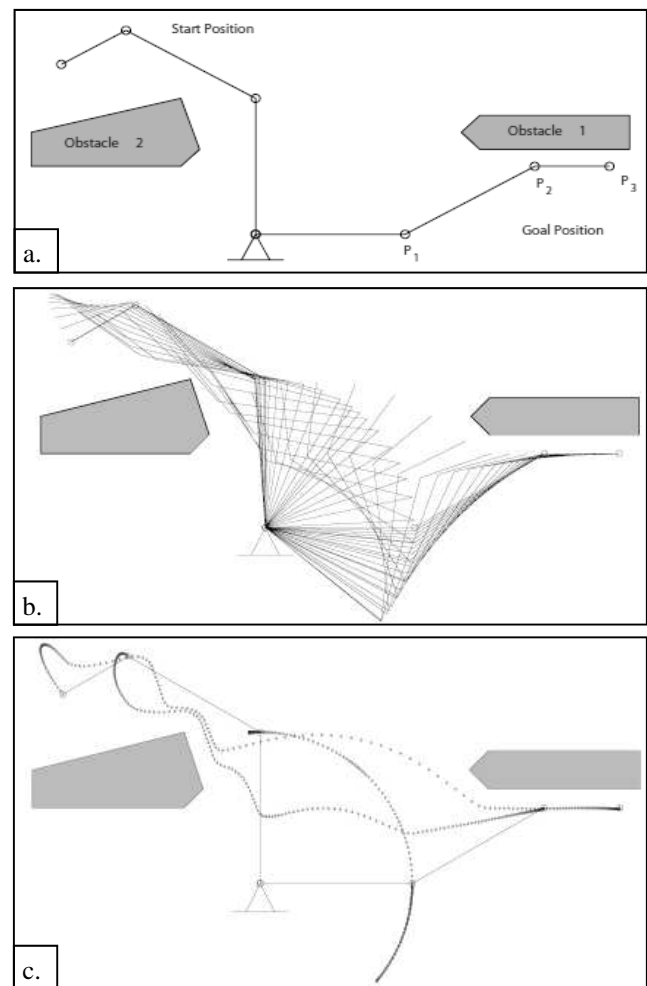 Start Position
Obstacle 1
Obstacle 2
P2
P3
P1
Goal Position
a.
b.
c.